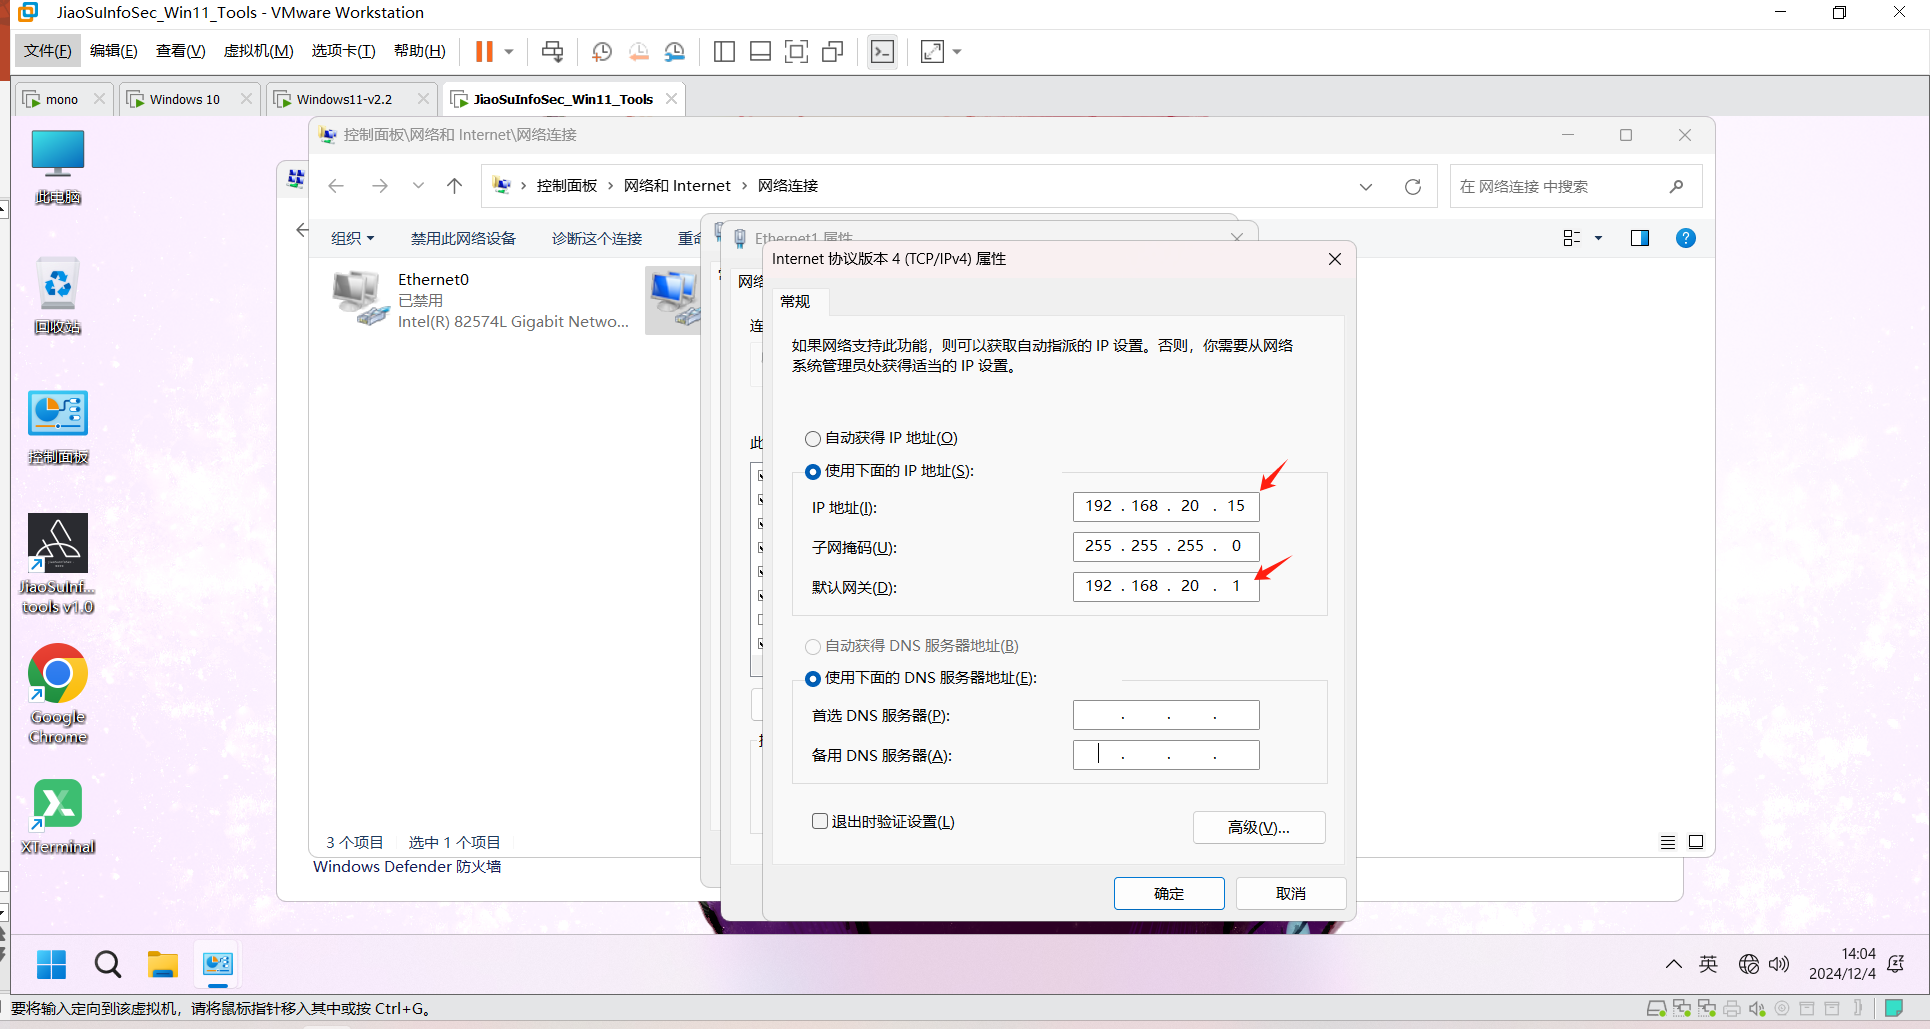 JiaoSuInfoSec_Win11_Tools - VMware Workstation
文件(F) 编辑(E) 查看(V) 虚拟机(M) 选项卡(T) 帮助(H)
mono
Windows 10
Windows11-v2.2
JiaoSuInfoSec_Win11_Tools
此电脑
回收站
控制面板
JiaoSuInf...
tools v1.0
Google
Chrome
XTerminal
控制面板\网络和 Internet\网络连接
控制面板 › 网络和 Internet › 网络连接
在 网络连接 中搜索
组织 禁用此网络设备 诊断这个连接 重命
Ethernet0
已禁用
Intel(R) 82574L Gigabit Netwo...
Ethernet1 属性
网络
连
此
Internet 协议版本 4 (TCP/IPv4) 属性
常规
如果网络支持此功能，则可以获取自动指派的 IP 设置。否则，你需要从网络
系统管理员处获得适当的 IP 设置。
自动获得 IP 地址(O)
使用下面的 IP 地址(S):
IP 地址(I): 192 . 168 . 20 . 15
子网掩码(U): 255 . 255 . 255 . 0
默认网关(D): 192 . 168 . 20 . 1
自动获得 DNS 服务器地址(B)
使用下面的 DNS 服务器地址(E):
首选 DNS 服务器(P): . . .
备用 DNS 服务器(A): . . .
退出时验证设置(L)
高级(V)...
确定 取消
3 个项目 选中 1 个项目
Windows Defender 防火墙
英
14:04
2024/12/4
要将输入定向到该虚拟机，请将鼠标指针移入其中或按 Ctrl+G。